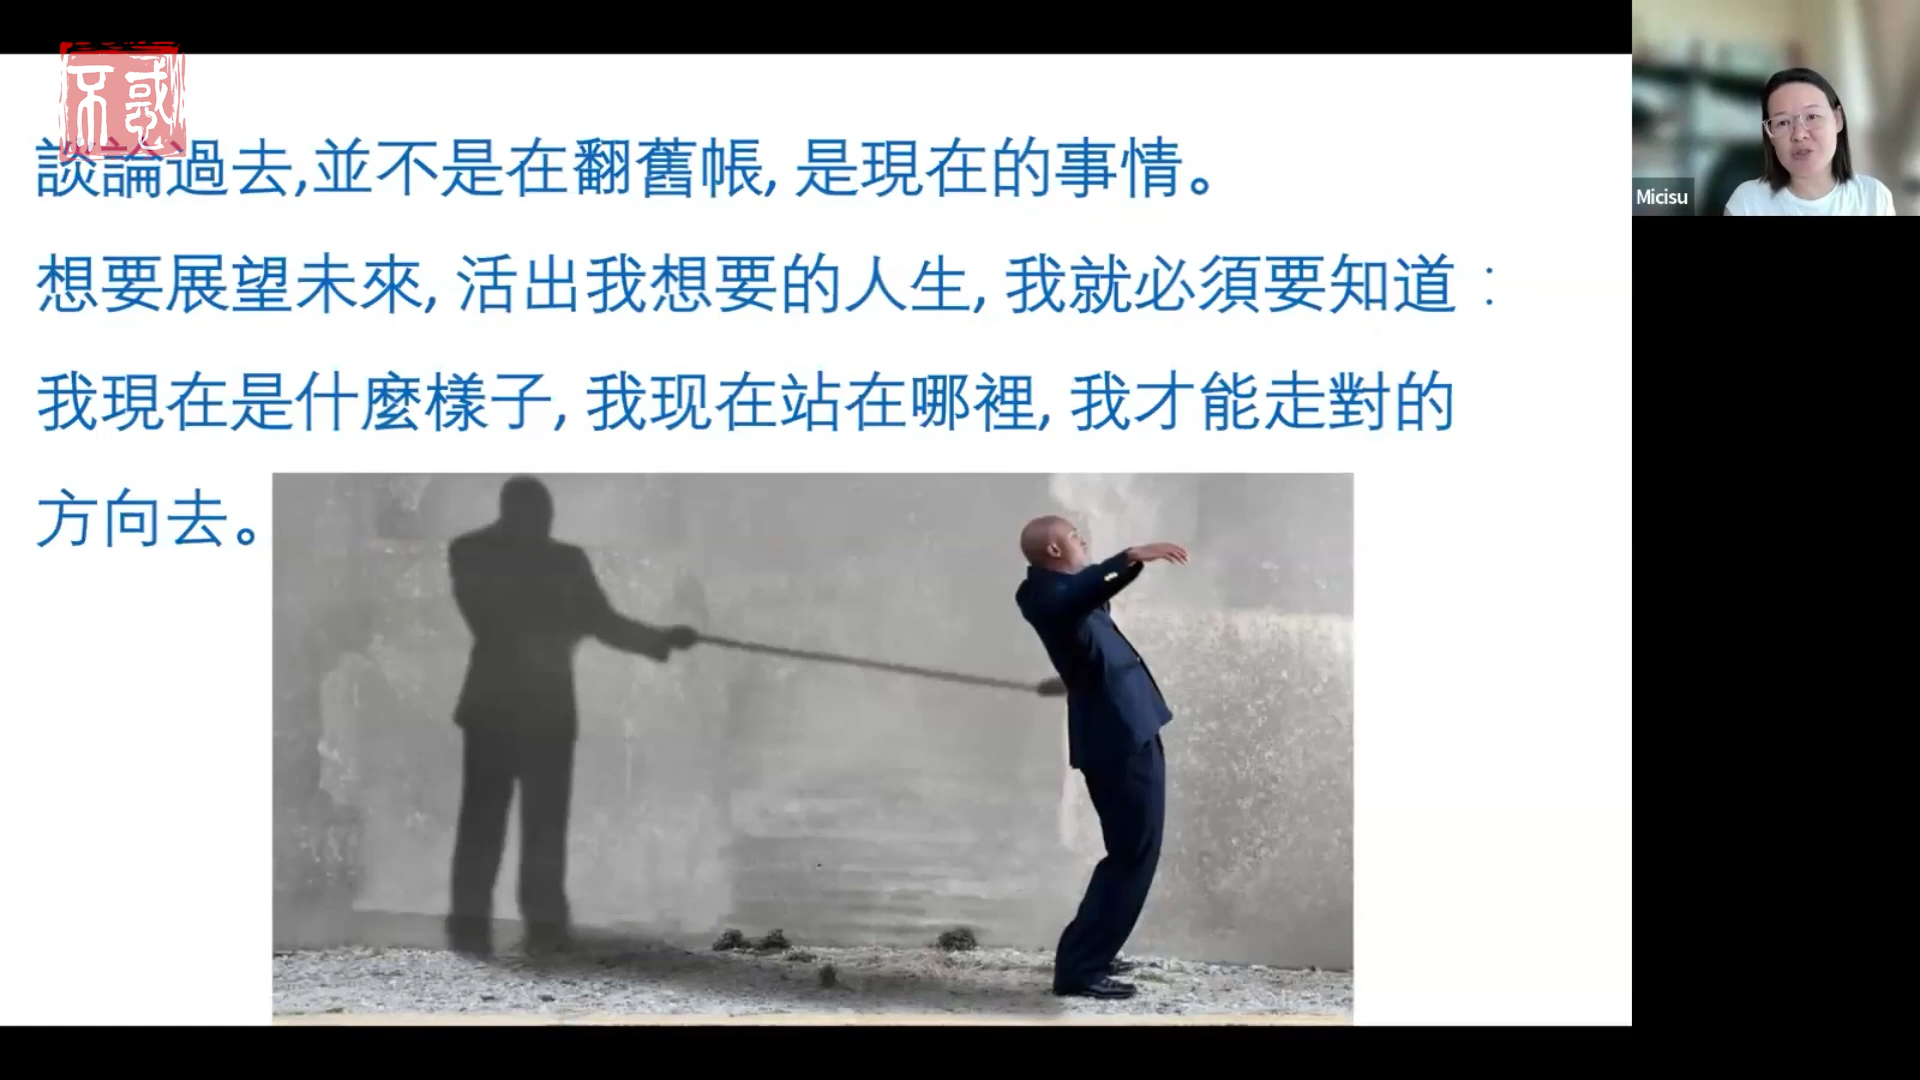 不惑
談論過去,並不是在翻舊帳,是現在的事情。
想要展望未來,活出我想要的人生,我就必須要知道：
我現在是什麼樣子,我现在站在哪裡,我才能走對的
方向去。
Micisu